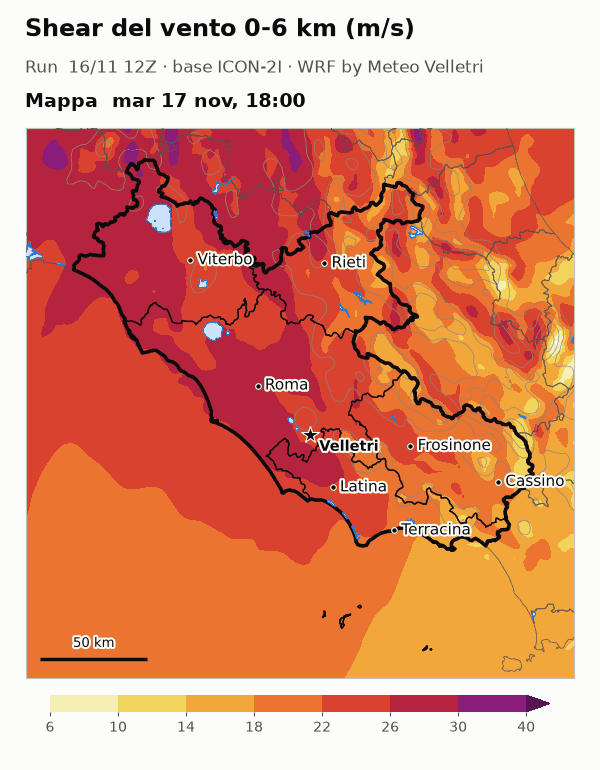 Shear del vento 0-6 km (m/s)
Run  16/11 12Z · base ICON-2I · WRF by Meteo Velletri
Mappa  mar 17 nov, 18:00
Viterbo
Rieti
Roma
Velletri
Frosinone
Cassino
Latina
Terracina
50 km
6 10 14 18 22 26 30 40